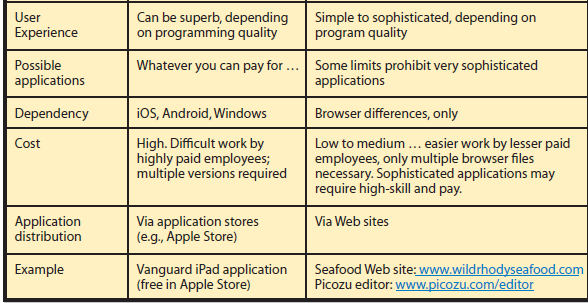 User
Experience
Can be superb, depending
on programming quality
Simple to sophisticated, depending on
program quality
Possible
applications
Whatever you can pay for …
Some limits prohibit very sophisticated
applications
Dependency
iOS, Android, Windows
Browser differences, only
Cost
High. Difficult work by
highly paid employees;
multiple versions required
Low to medium … easier work by lesser paid
employees, only multiple browser files
necessary. Sophisticated applications may
require high-skill and pay.
Application
distribution
Via application stores
(e.g., Apple Store)
Via Web sites
Example
Vanguard iPad application
(free in Apple Store)
Seafood Web site: www.wildrhodyseafood.com
Picozu editor: www.picozu.com/editor